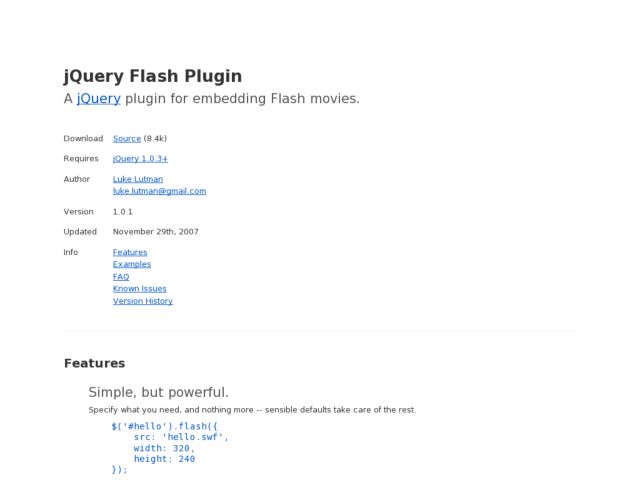 jQuery Flash Plugin
A jQuery plugin for embedding Flash movies.
Download Source (8.4k)
Requires jQuery 1.0.3+
Author Luke Lutman
luke.lutman@gmail.com
Version 1.0.1
Updated November 29th, 2007
Info Features
Examples
FAQ
Known Issues
Version History
Features
Simple, but powerful.
Specify what you need, and nothing more -- sensible defaults take care of the rest.
$('#hello').flash({
src: 'hello.swf',
width: 320,
height: 240
});